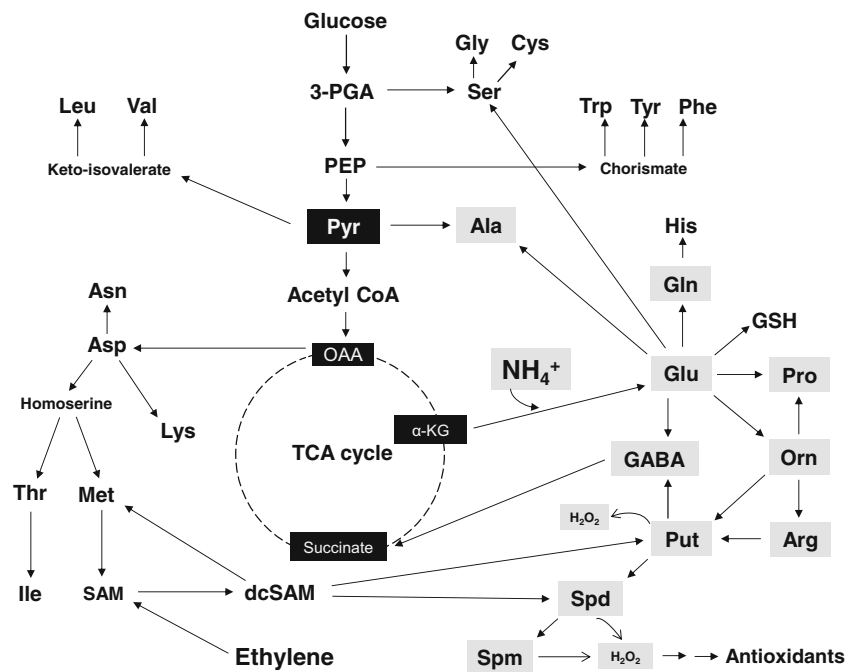 Glucose
Gly Cys
3-PGA Ser
Leu Val
Trp Tyr Phe
PEP
Keto-isovalerate
Chorismate
Pyr Ala
His
Gln
Acetyl CoA
Asn
GSH
Asp
OAA
NH₄⁺
Glu Pro
Homoserine
Lys
α-KG
TCA cycle
GABA Orn
Thr Met
H₂O₂
Put Arg
Succinate
Ile SAM dcSAM Spd
Ethylene
Spm H₂O₂ Antioxidants